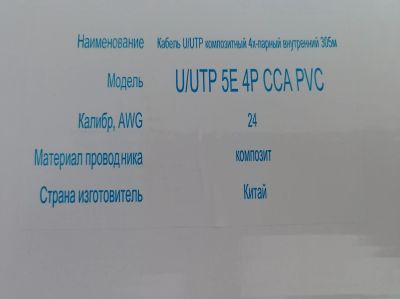 Наименование Кабель U/UTP композитный 4х-парный внутренний 305м
Модель U/UTP 5E 4P CCA PVC
Калибр, AWG 24
Материал проводника композит
Страна изготовитель Китай